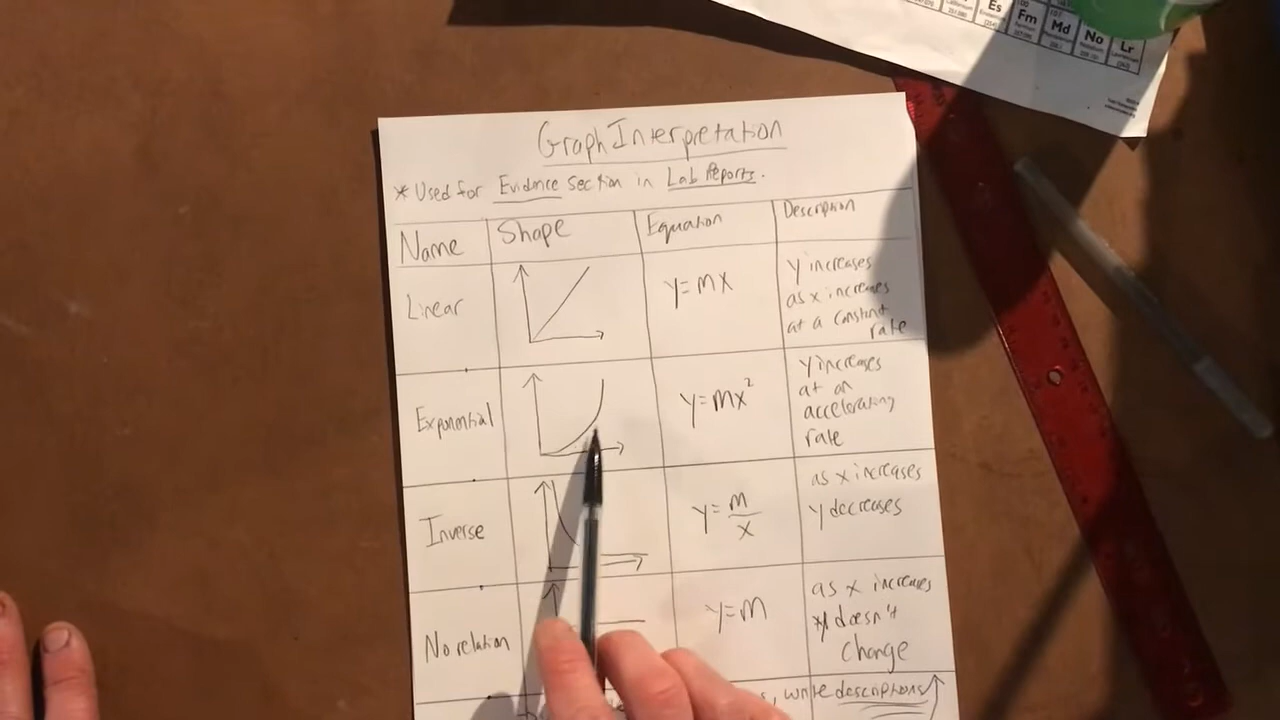 Es
Fm
Md
No
Lr
Graph Interpretation
* Used for Evidence section in Lab Reports.
Name Shape Equation Description
Linear y=mx y increases
as x increases
at a constant
rate
Exponential y=mx² y increases
at an
accelerating
rate
Inverse y=m/x as x increases
y decreases
No relation y=m as x increases
y doesn't
change
write descriptions